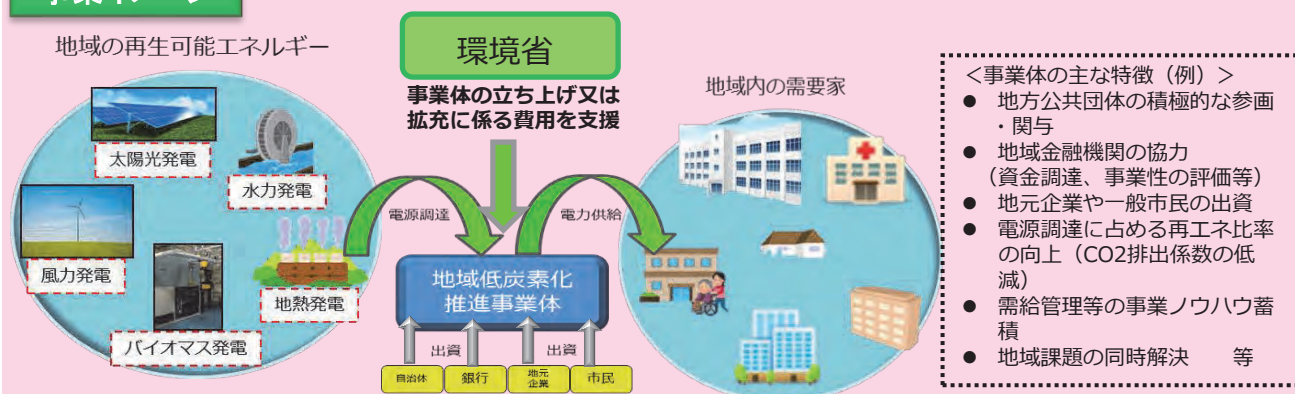 地域の再生可能エネルギー
太陽光発電
水力発電
風力発電
地熱発電
バイオマス発電
環境省
事業体の立ち上げ又は
拡充に係る費用を支援
電源調達
電力供給
地域低炭素化
推進事業体
出資
出資
自治体
銀行
地元
企業
市民
地域内の需要家
<事業体の主な特徴(例)>
● 地方公共団体の積極的な参画
・関与
● 地域金融機関の協力
(資金調達、事業性の評価等)
● 地元企業や一般市民の出資
● 電源調達に占める再エネ比率
の向上(CO2排出係数の低
減)
● 需給管理等の事業ノウハウ蓄
積
● 地域課題の同時解決 等